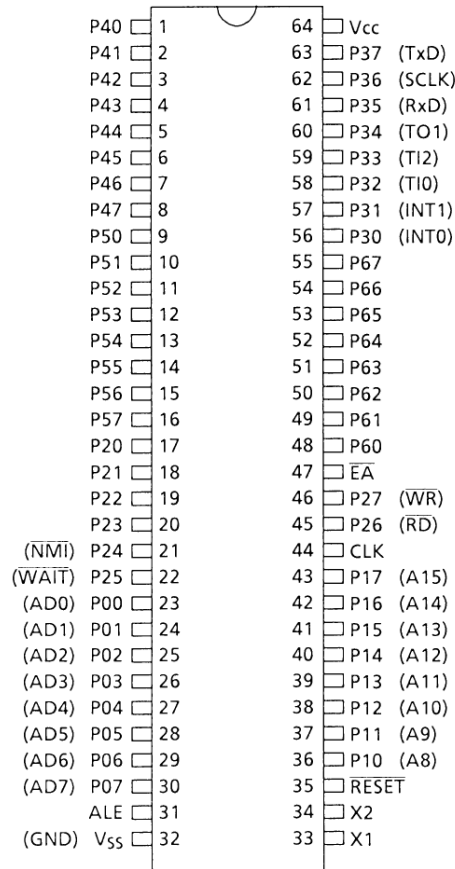 P40 1 64 Vcc
P41 2 63 P37 (TxD)
P42 3 62 P36 (SCLK)
P43 4 61 P35 (RxD)
P44 5 60 P34 (TO1)
P45 6 59 P33 (TI2)
P46 7 58 P32 (TI0)
P47 8 57 P31 (INT1)
P50 9 56 P30 (INT0)
P51 10 55 P67
P52 11 54 P66
P53 12 53 P65
P54 13 52 P64
P55 14 51 P63
P56 15 50 P62
P57 16 49 P61
P20 17 48 P60
P21 18 47 E̅A̅
P22 19 46 P27 (W̅R̅)
P23 20 45 P26 (R̅D̅)
(N̅M̅I̅) P24 21 44 CLK
(W̅A̅I̅T̅) P25 22 43 P17 (A15)
(AD0) P00 23 42 P16 (A14)
(AD1) P01 24 41 P15 (A13)
(AD2) P02 25 40 P14 (A12)
(AD3) P03 26 39 P13 (A11)
(AD4) P04 27 38 P12 (A10)
(AD5) P05 28 37 P11 (A9)
(AD6) P06 29 36 P10 (A8)
(AD7) P07 30 35 R̅E̅S̅E̅T̅
ALE 31 34 X2
(GND) Vss 32 33 X1